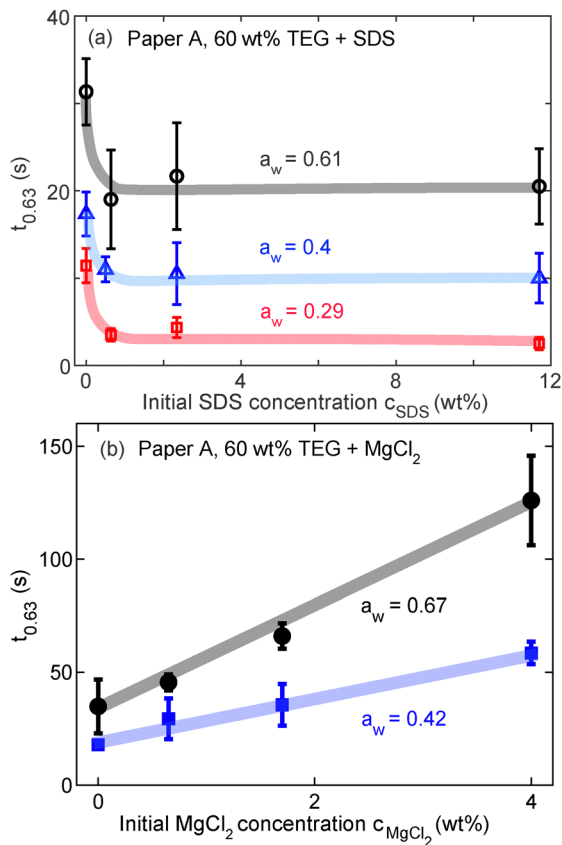 (a) Paper A, 60 wt% TEG + SDS
40
20
0
t0.63 (s)
aw = 0.61
aw = 0.4
aw = 0.29
0 4 8 12
Initial SDS concentration cSDS (wt%)
(b) Paper A, 60 wt% TEG + MgCl2
150
100
50
0
t0.63 (s)
aw = 0.67
aw = 0.42
0 2 4
Initial MgCl2 concentration cMgCl2 (wt%)